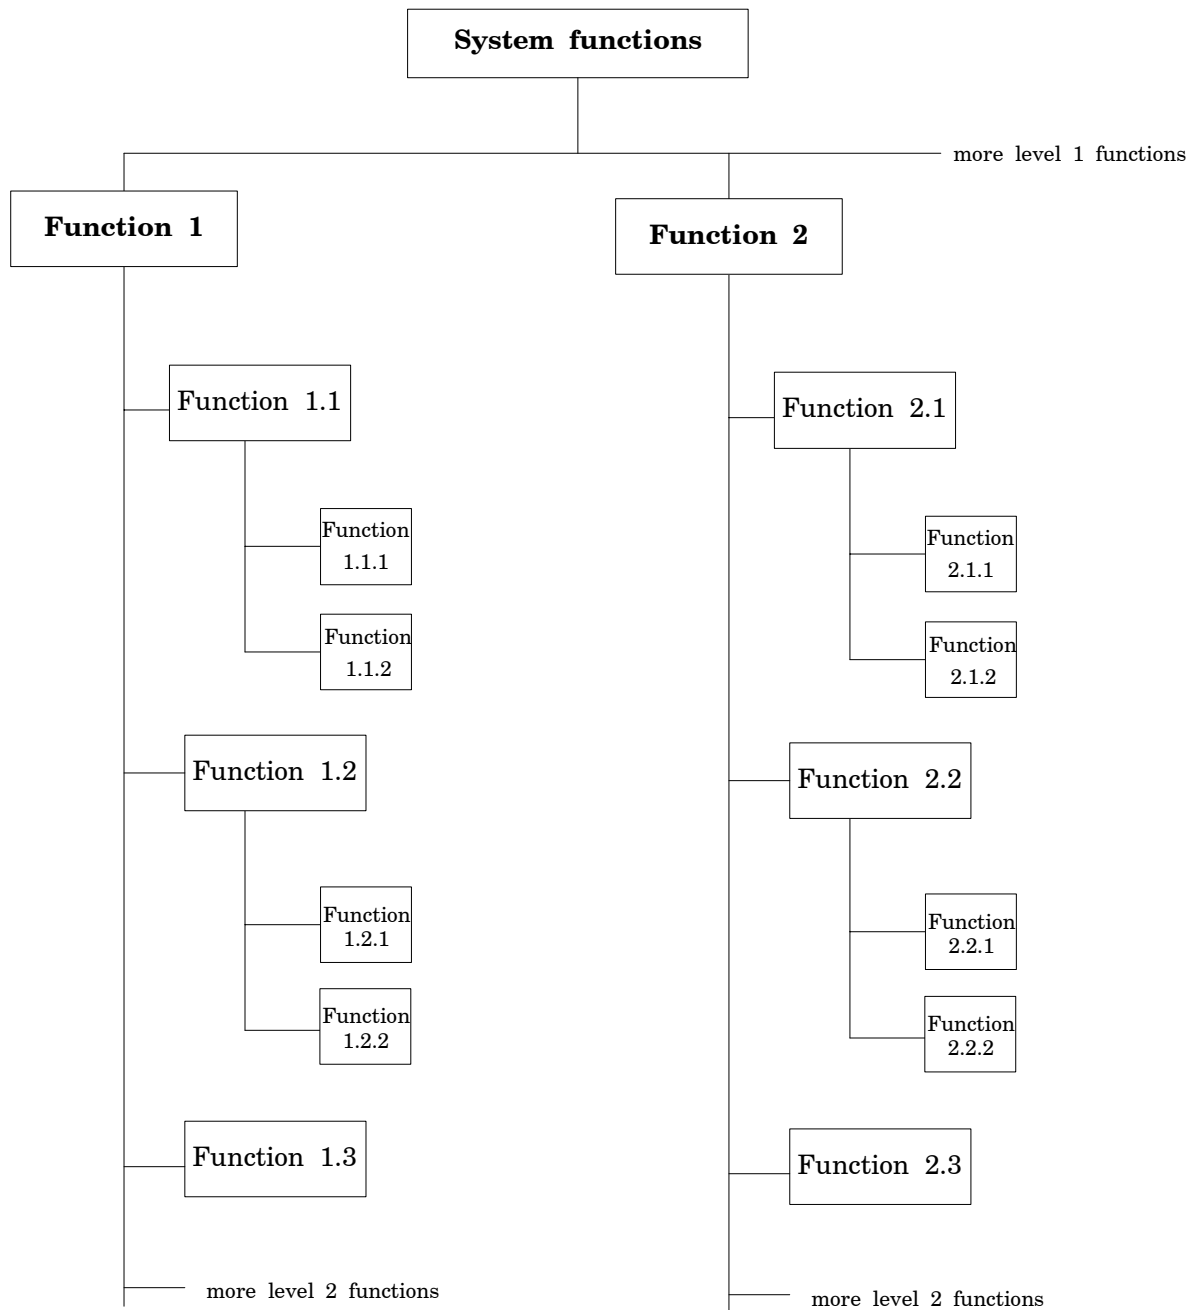 System functions
more level 1 functions
Function 1
Function 2
Function 1.1
Function 2.1
Function
1.1.1
Function
2.1.1
Function
1.1.2
Function
2.1.2
Function 1.2
Function 2.2
Function
1.2.1
Function
2.2.1
Function
1.2.2
Function
2.2.2
Function 1.3
Function 2.3
more level 2 functions
more level 2 functions